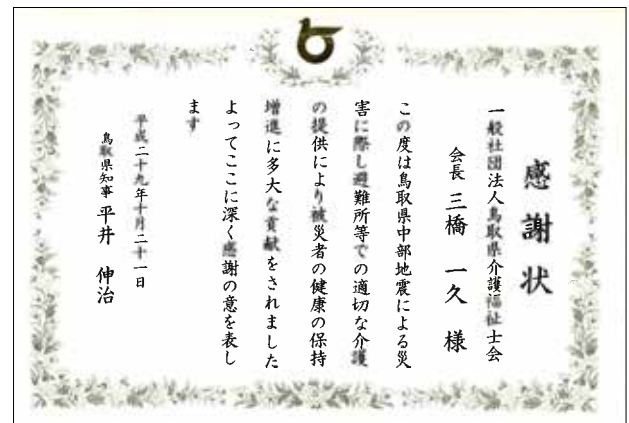 感謝状
一般社団法人鳥取県介護福祉士会
会長 三橋 一久 様
この度は鳥取県中部地震による災
害に際し避難所等での適切な介護
の提供により被災者の健康の保持
増進に多大な貢献をされました
よってここに深く感謝の意を表し
ます
平成二十九年十月二十一日
鳥取県知事 平井 伸治